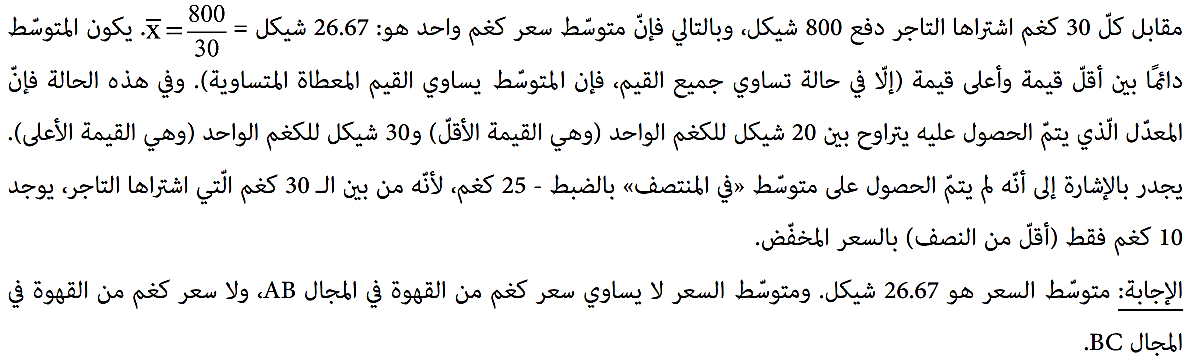 مقابل كلّ 30 كغم اشتراها التاجر دفع 800 شيكل، وبالتالي فإنّ متوسّط سعر كغم واحد هو: 26.67 شيكل = x̅ = 800/30. يكون المتوسّط
دائمًا بين أقلّ قيمة وأعلى قيمة (إلّا في حالة تساوي جميع القيم، فإن المتوسّط يساوي القيم المعطاة المتساوية). وفي هذه الحالة فإنّ
المعدّل الّذي يتمّ الحصول عليه يتراوح بين 20 شيكل للكغم الواحد (وهي القيمة الأقلّ) و30 شيكل للكغم الواحد (وهي القيمة الأعلى).
يجدر بالإشارة إلى أنّه لم يتمّ الحصول على متوسّط «في المنتصف» بالضبط - 25 كغم، لأنّه من بين الـ 30 كغم الّتي اشتراها التاجر، يوجد
10 كغم فقط (أقلّ من النصف) بالسعر المخفّض.
الإجابة: متوسّط السعر هو 26.67 شيكل. ومتوسّط السعر لا يساوي سعر كغم من القهوة في المجال AB، ولا سعر كغم من القهوة في
المجال BC.